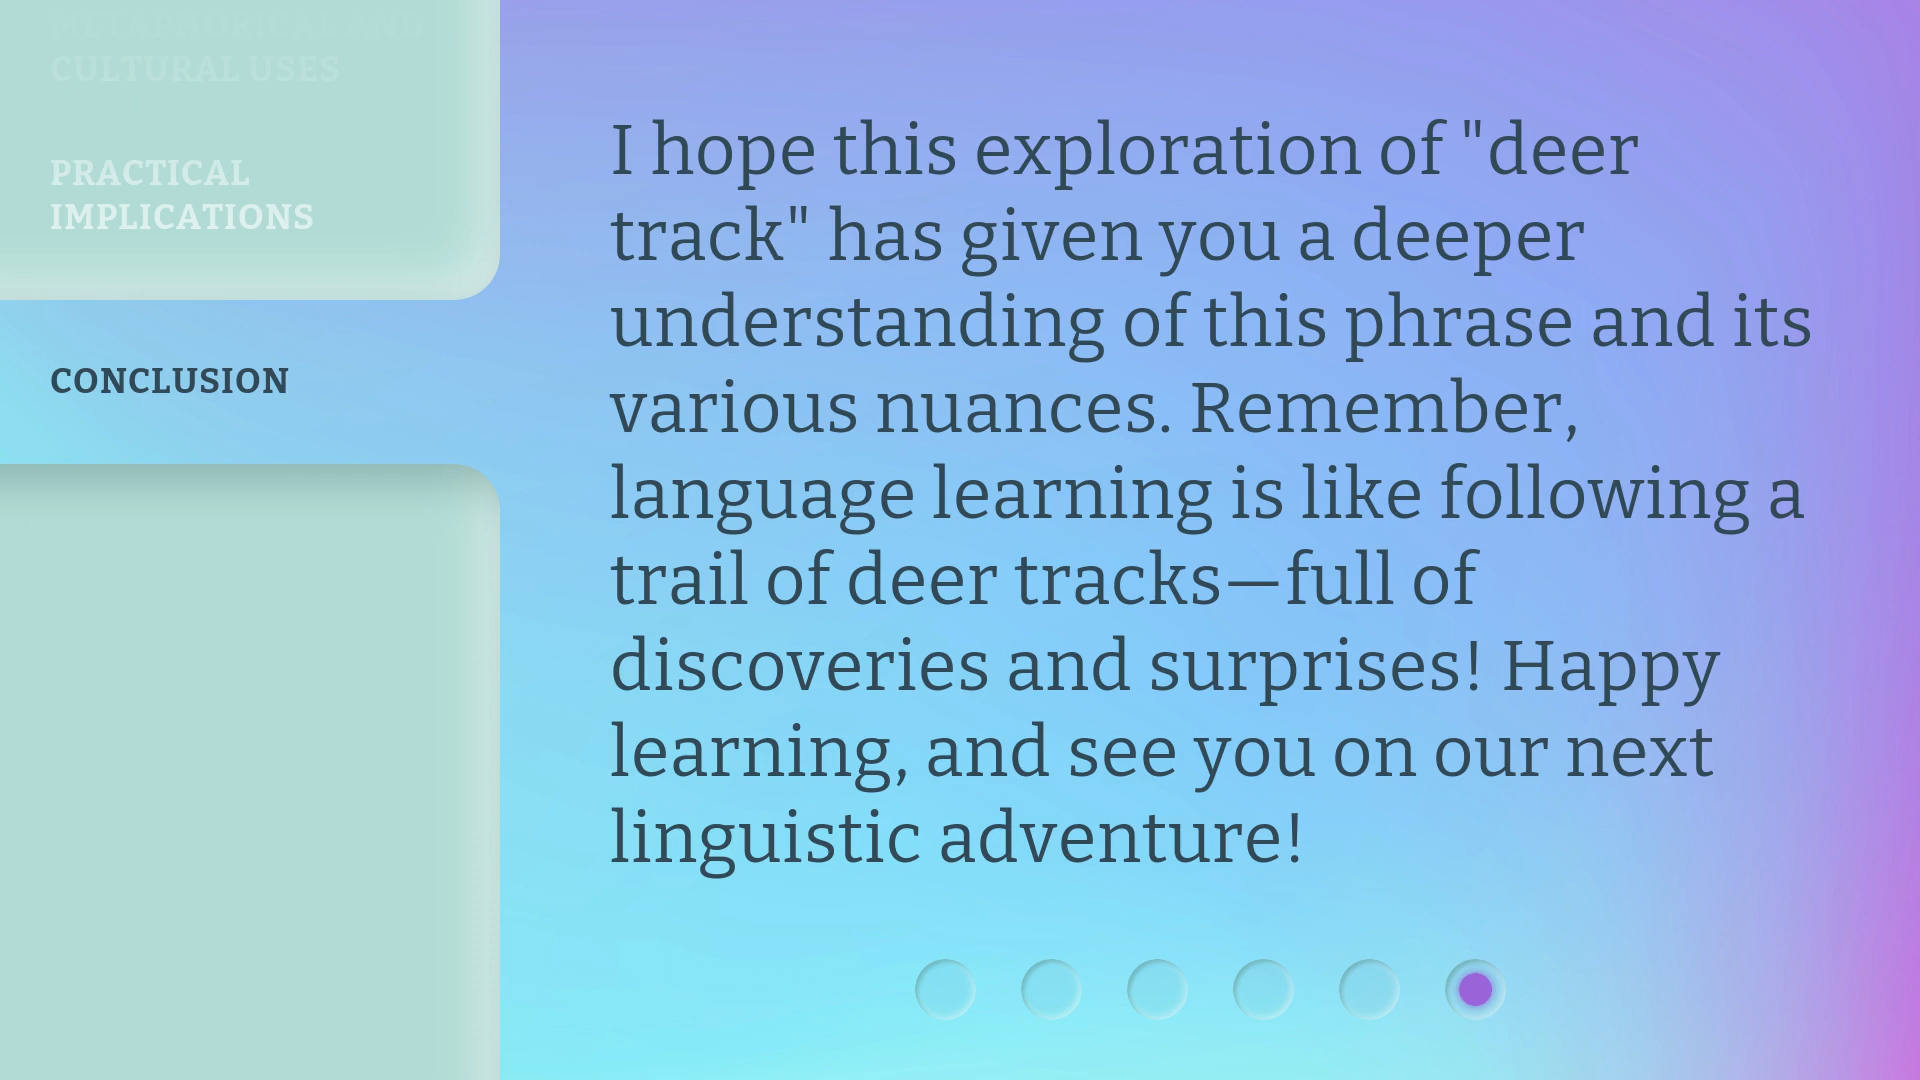 METAPHORICAL AND
CULTURAL USES
PRACTICAL
IMPLICATIONS
CONCLUSION
I hope this exploration of "deer
track" has given you a deeper
understanding of this phrase and its
various nuances. Remember,
language learning is like following a
trail of deer tracks—full of
discoveries and surprises! Happy
learning, and see you on our next
linguistic adventure!